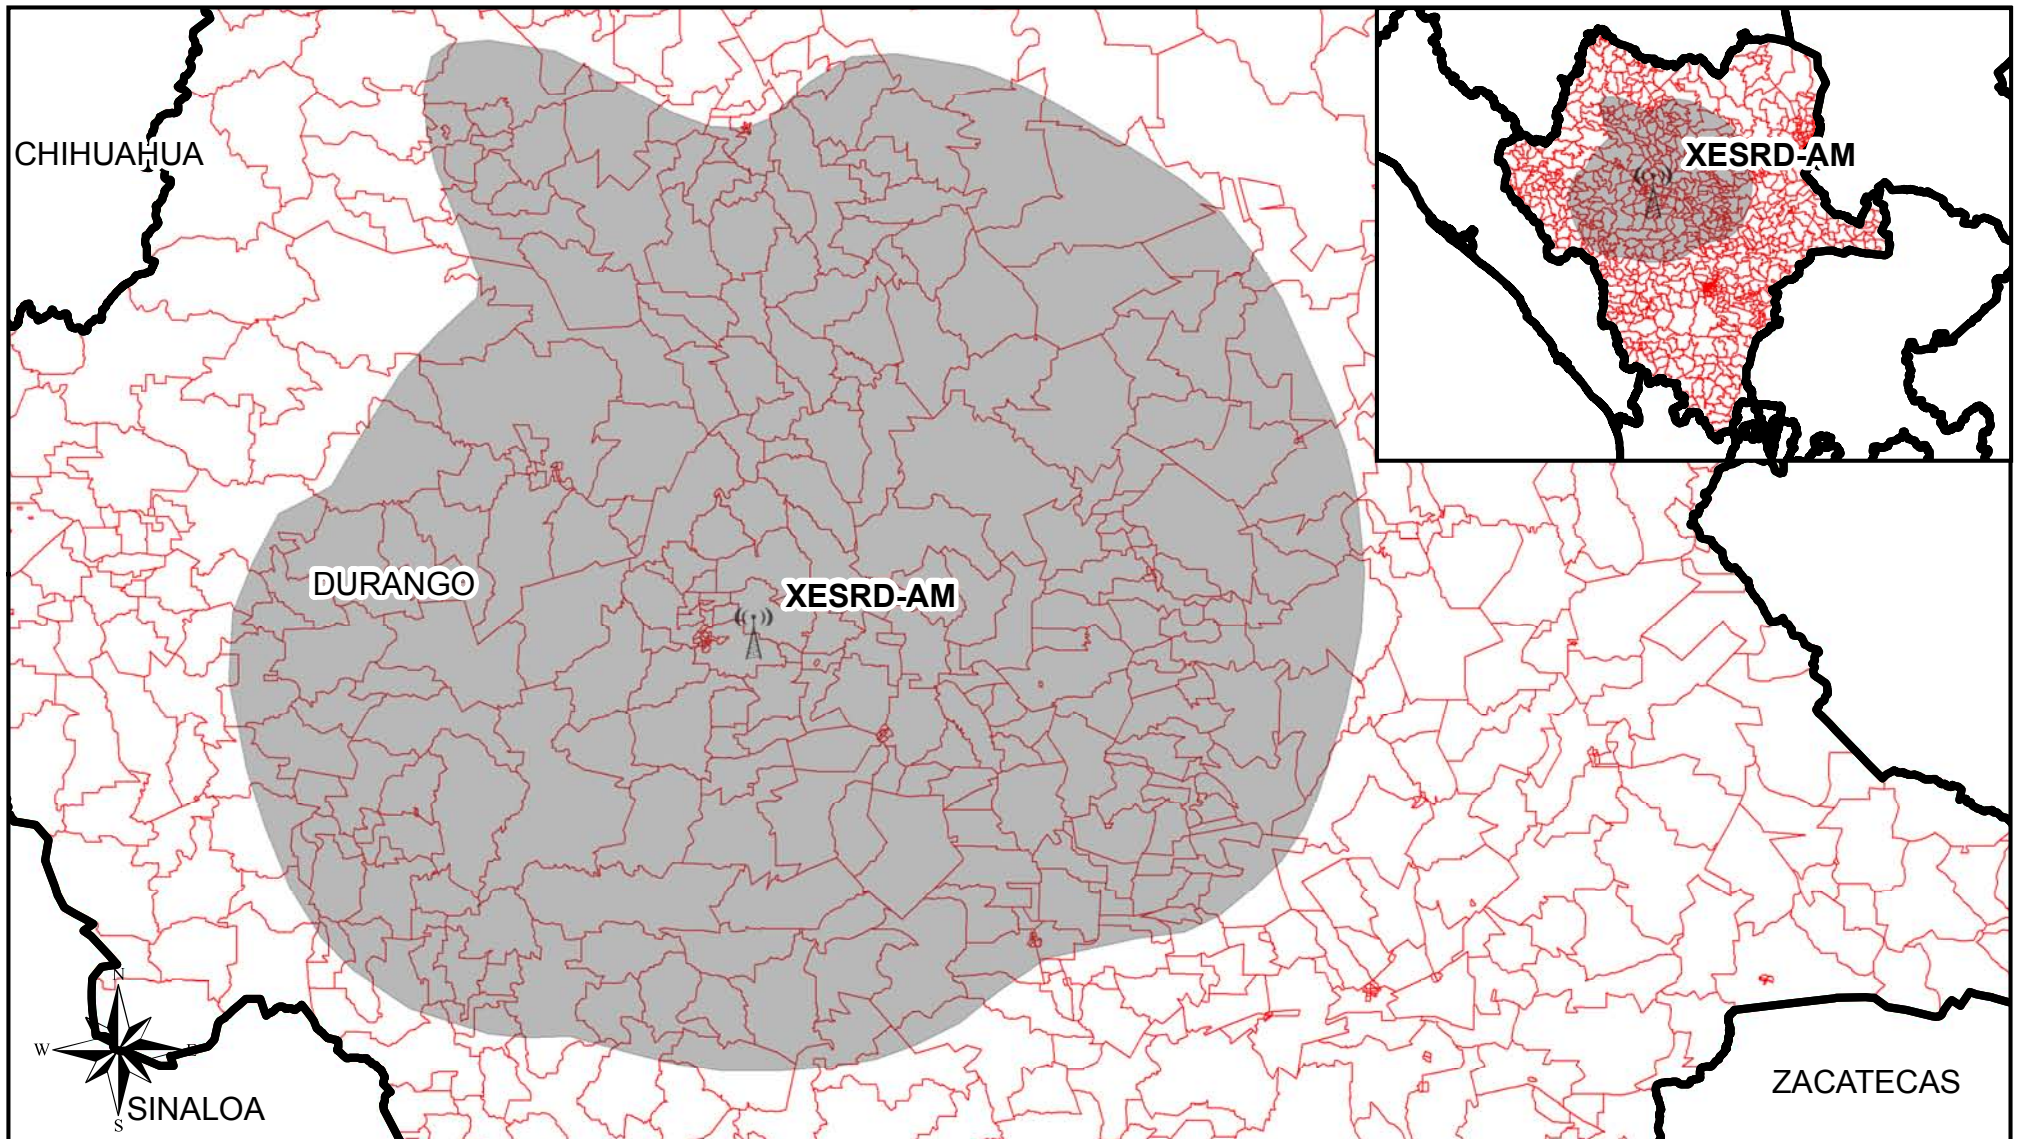 CHIHUAHUA
XESRD-AM
DURANGO
XESRD-AM
N
W
E
S
SINALOA
ZACATECAS